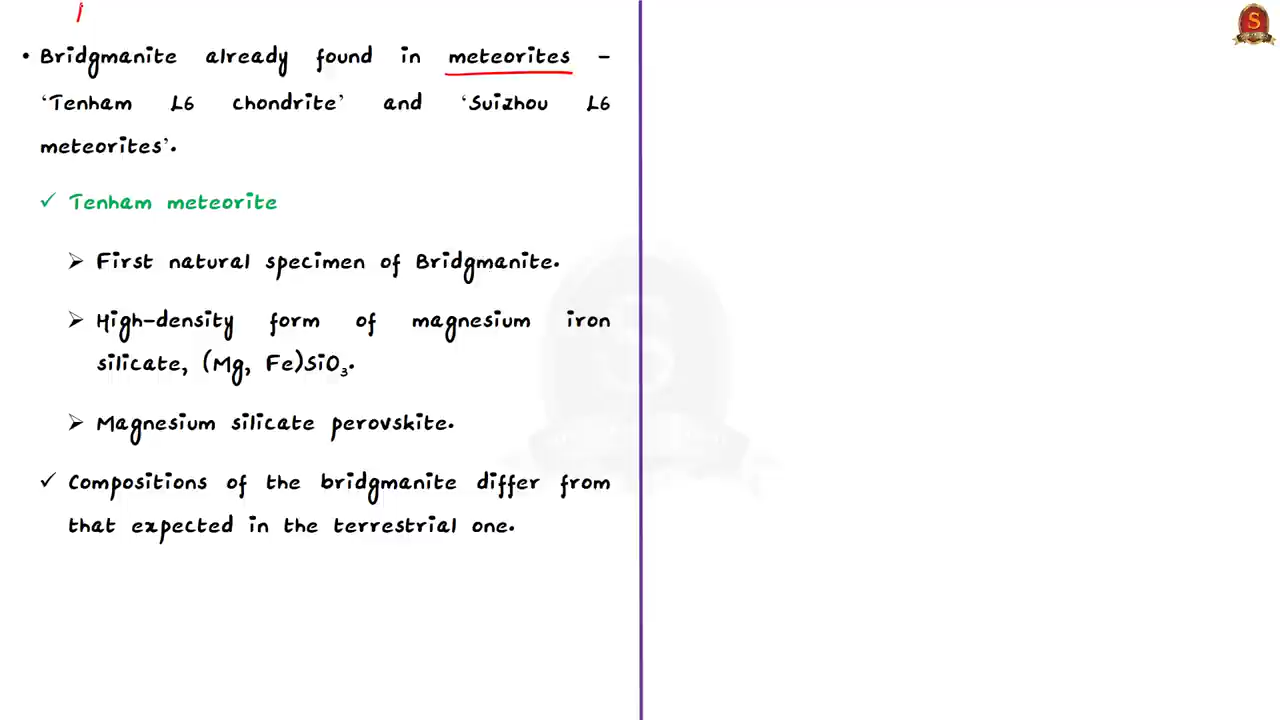 • Bridgmanite already found in meteorites –
‘Tenham L6 chondrite’ and ‘Suizhou L6
meteorites’.
✓ Tenham meteorite
➢ First natural specimen of Bridgmanite.
➢ High-density form of magnesium iron
silicate, (Mg, Fe)SiO₃.
➢ Magnesium silicate perovskite.
✓ Compositions of the bridgmanite differ from
that expected in the terrestrial one.
S